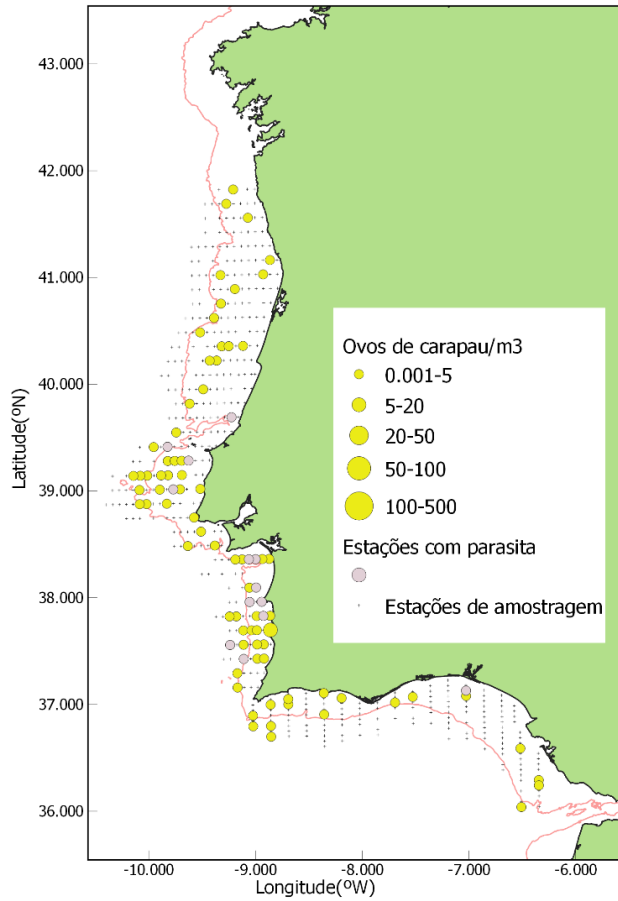 43.000
42.000
41.000
40.000
39.000
38.000
37.000
36.000
Latitude(ºN)
-10.000 -9.000 -8.000 -7.000 -6.000
Longitude(ºW)
Ovos de carapau/m3
0.001-5
5-20
20-50
50-100
100-500
Estações com parasita
Estações de amostragem